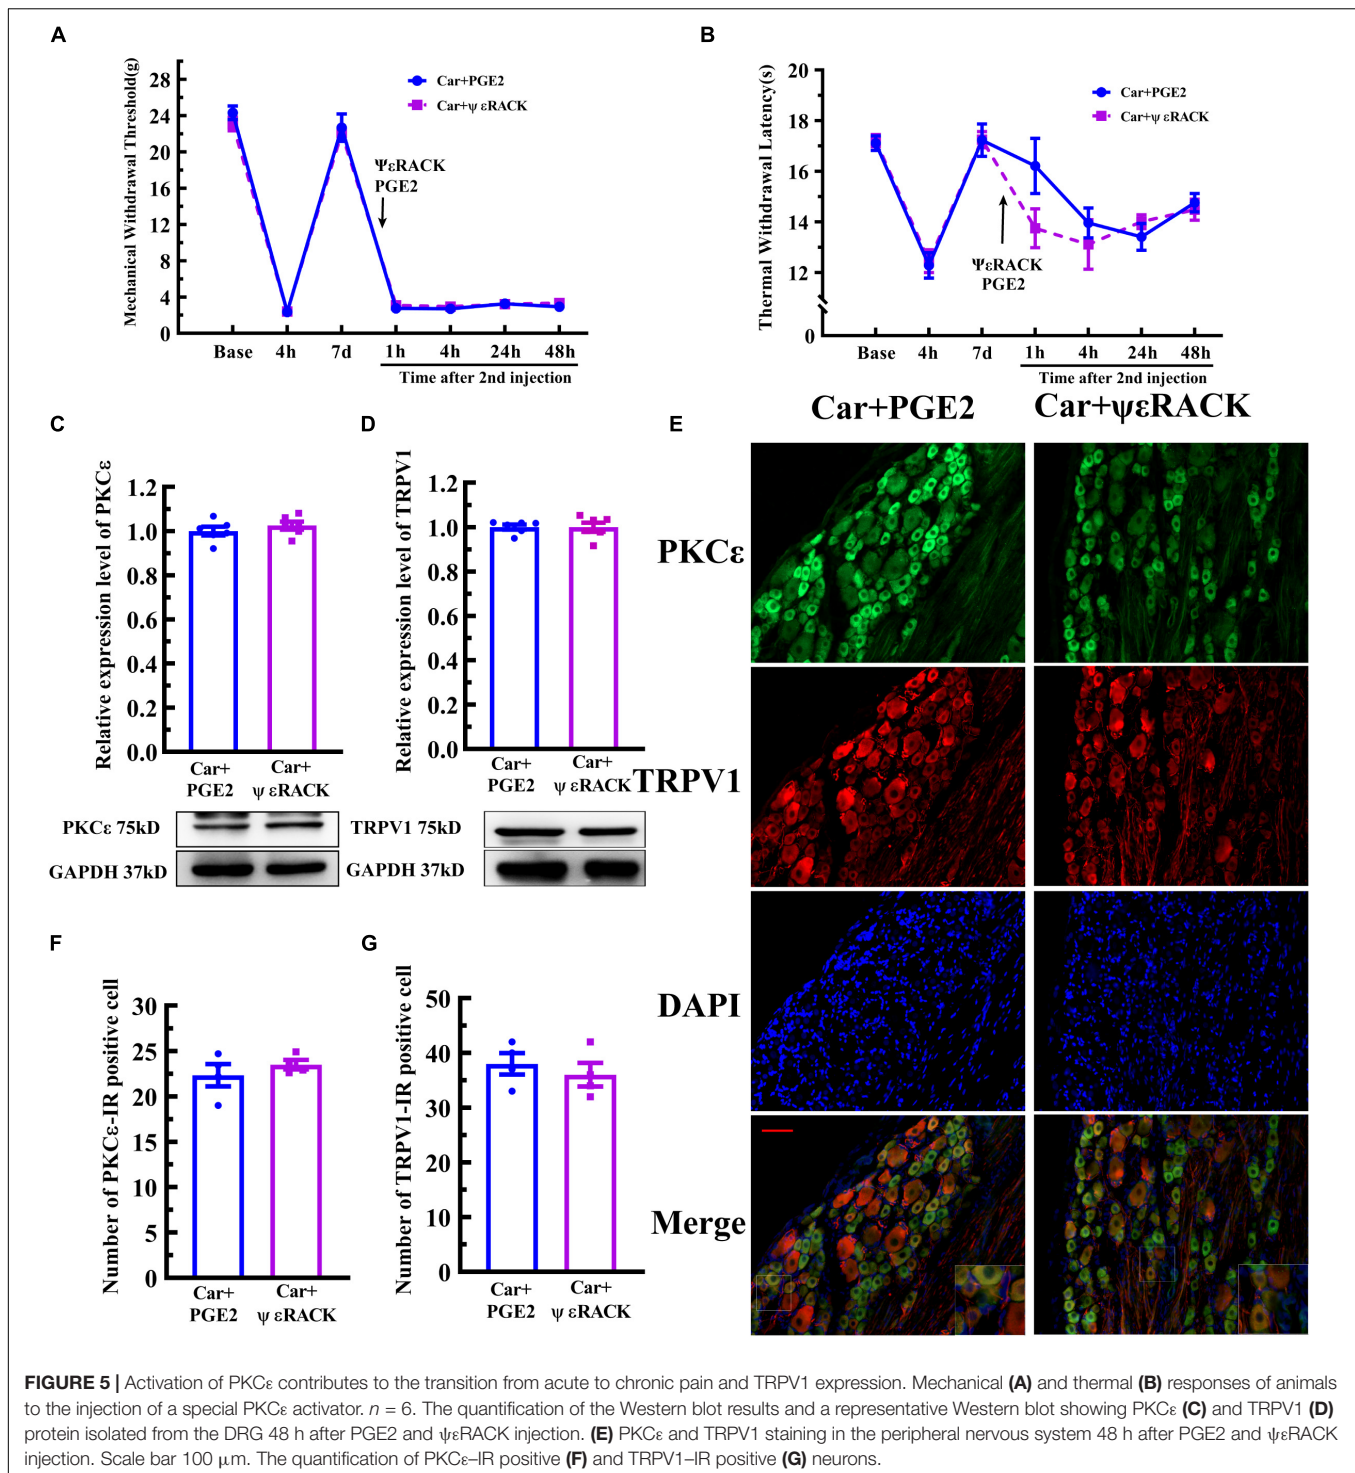 A
Mechanical Withdrawal Threshold(g)
28
24
20
16
12
8
4
0
Car+PGE2
Car+ψ εRACK
ΨεRACK
PGE2
Base 4h 7d 1h 4h 24h 48h
Time after 2nd injection
B
Thermal Withdrawal Latency(s)
20
18
16
14
12
0
Car+PGE2
Car+ψ εRACK
ΨεRACK
PGE2
Base 4h 7d 1h 4h 24h 48h
Time after 2nd injection
C
Relative expression level of PKCε
1.2
1.0
0.8
0.6
0.4
0.2
0.0
Car+ Car+
PGE2 ψ εRACK
PKCε 75kD
GAPDH 37kD
D
Relative expression level of TRPV1
1.2
1.0
0.8
0.6
0.4
0.2
0.0
Car+ Car+
PGE2 ψ εRACK
TRPV1 75kD
GAPDH 37kD
E
Car+PGE2 Car+ψεRACK
PKCε
TRPV1
DAPI
Merge
F
Number of PKCε-IR positive cell
30
25
20
15
10
5
0
Car+ Car+
PGE2 ψ εRACK
G
Number of TRPV1-IR positive cell
50
40
30
20
10
0
Car+ Car+
PGE2 ψ εRACK
FIGURE 5 | Activation of PKCε contributes to the transition from acute to chronic pain and TRPV1 expression. Mechanical (A) and thermal (B) responses of animals
to the injection of a special PKCε activator. n = 6. The quantification of the Western blot results and a representative Western blot showing PKCε (C) and TRPV1 (D)
protein isolated from the DRG 48 h after PGE2 and ψεRACK injection. (E) PKCε and TRPV1 staining in the peripheral nervous system 48 h after PGE2 and ψεRACK
injection. Scale bar 100 μm. The quantification of PKCε–IR positive (F) and TRPV1–IR positive (G) neurons.